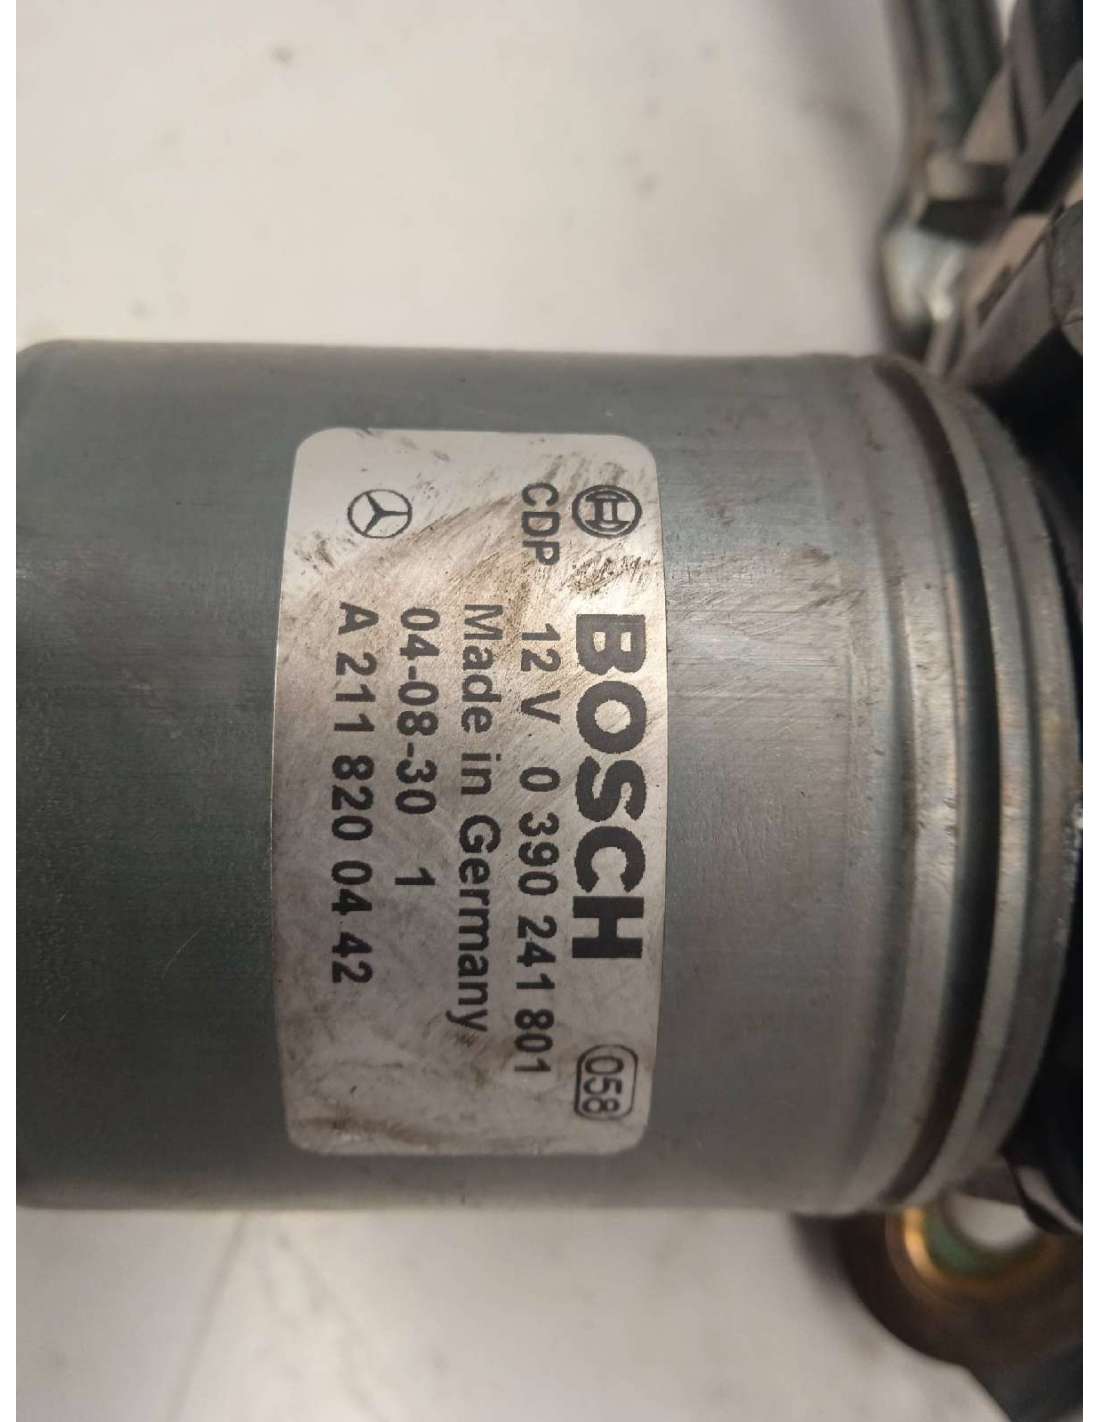 BOSCH 058
CDP 12 V 0 390 241 801
Made in Germany
04-08-30 1
A 211 820 04 42